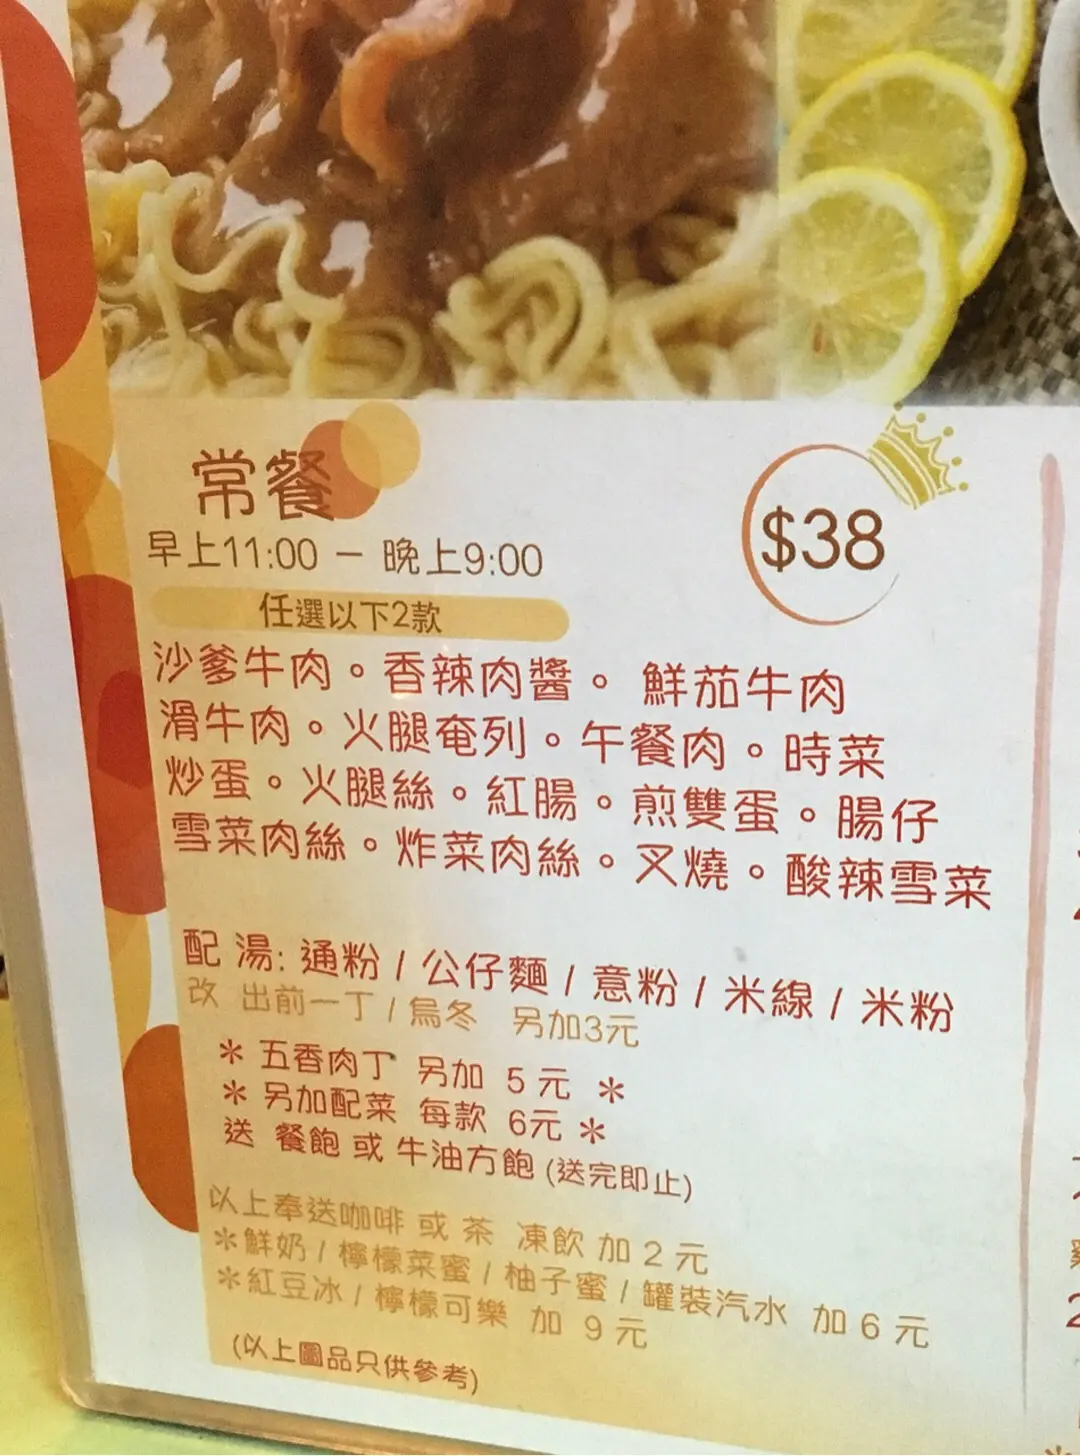 常餐
$38
早上11:00 － 晚上9:00
任選以下2款
沙爹牛肉。香辣肉醬。鮮茄牛肉
滑牛肉。火腿奄列。午餐肉。時菜
炒蛋。火腿絲。紅腸。煎雙蛋。腸仔
雪菜肉絲。炸菜肉絲。叉燒。酸辣雪菜
配 湯: 通粉 / 公仔麵 / 意粉 / 米線 / 米粉
改 出前一丁 / 烏冬 另加3元
＊ 五香肉丁 另加 5 元 ＊
＊ 另加配菜 每款 6元 ＊
送 餐飽 或 牛油方飽 (送完即止)
以上奉送咖啡 或 茶 凍飲 加 2 元
＊鮮奶 / 檸檬菜蜜 / 柚子蜜 / 罐裝汽水 加 6 元
＊紅豆冰 / 檸檬可樂 加 9 元
(以上圖品只供參考)